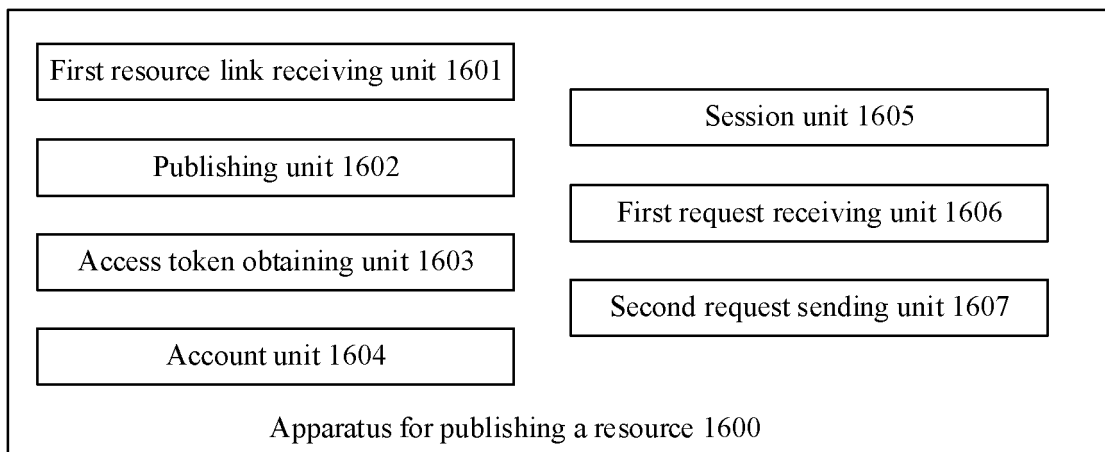 First resource link receiving unit 1601
Publishing unit 1602
Access token obtaining unit 1603
Account unit 1604
Session unit 1605
First request receiving unit 1606
Second request sending unit 1607
Apparatus for publishing a resource 1600